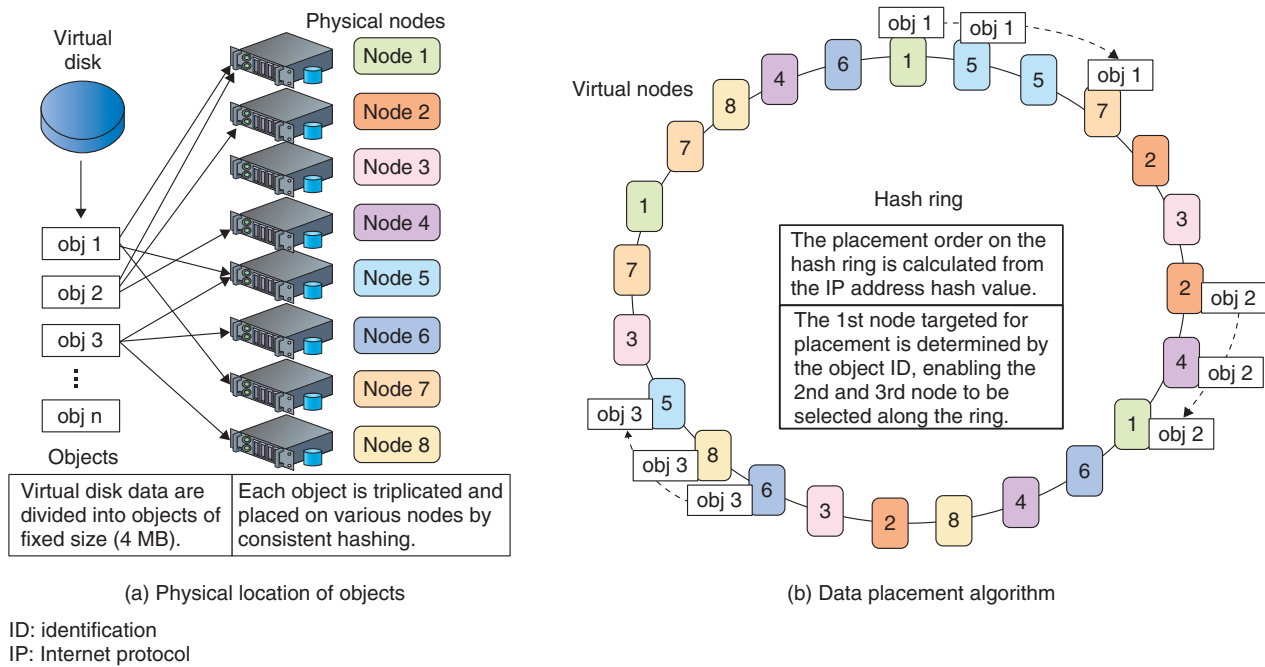 Physical nodes
Virtual
disk
Node 1
Node 2
Node 3
Node 4
Node 5
Node 6
Node 7
Node 8
obj 1
obj 2
obj 3
obj n
Objects
Virtual disk data are
divided into objects of
fixed size (4 MB).
Each object is triplicated and
placed on various nodes by
consistent hashing.
(a) Physical location of objects
ID: identification
IP: Internet protocol
Virtual nodes
obj 1
obj 1
obj 1
1
5
5
7
2
3
2
obj 2
4
obj 2
1
obj 2
6
4
8
2
3
6
obj 3
8
obj 3
5
obj 3
3
7
1
7
8
4
6
Hash ring
The placement order on the
hash ring is calculated from
the IP address hash value.
The 1st node targeted for
placement is determined by
the object ID, enabling the
2nd and 3rd node to be
selected along the ring.
(b) Data placement algorithm